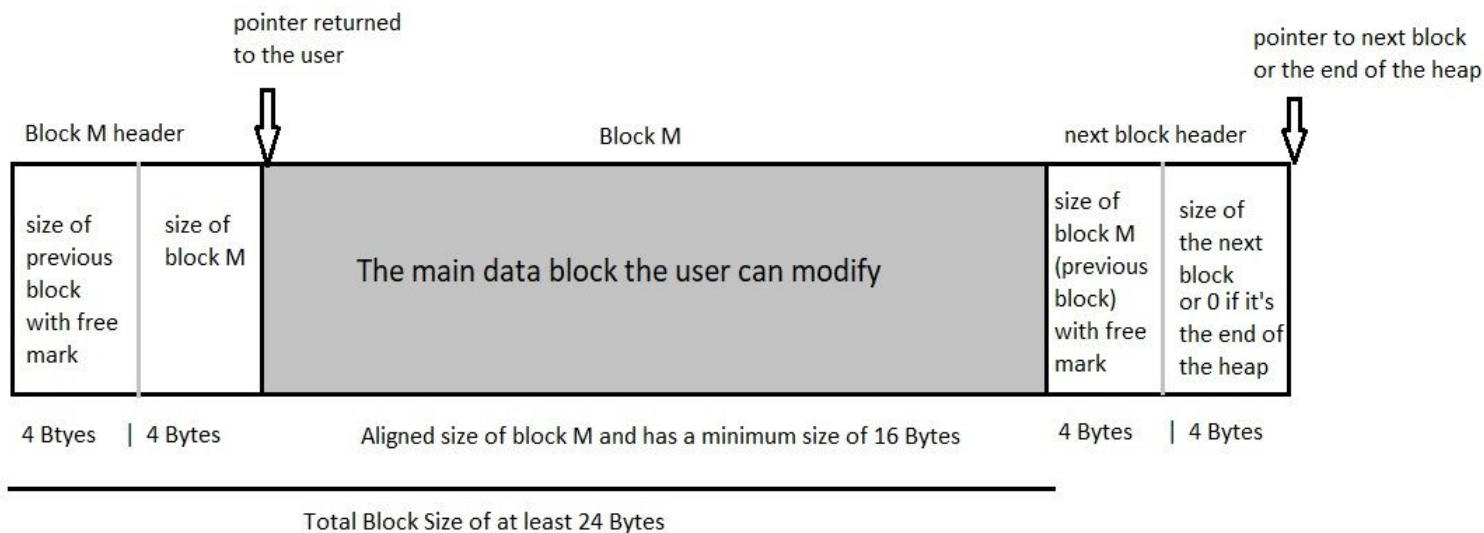 pointer returned
to the user
pointer to next block
or the end of the heap
Block M header
Block M
next block header
size of
previous
block
with free
mark
size of
block M
The main data block the user can modify
size of
block M
(previous
block)
with free
mark
size of
the next
block
or 0 if it's
the end of
the heap
4 Btyes | 4 Bytes
Aligned size of block M and has a minimum size of 16 Bytes
4 Bytes | 4 Bytes
Total Block Size of at least 24 Bytes